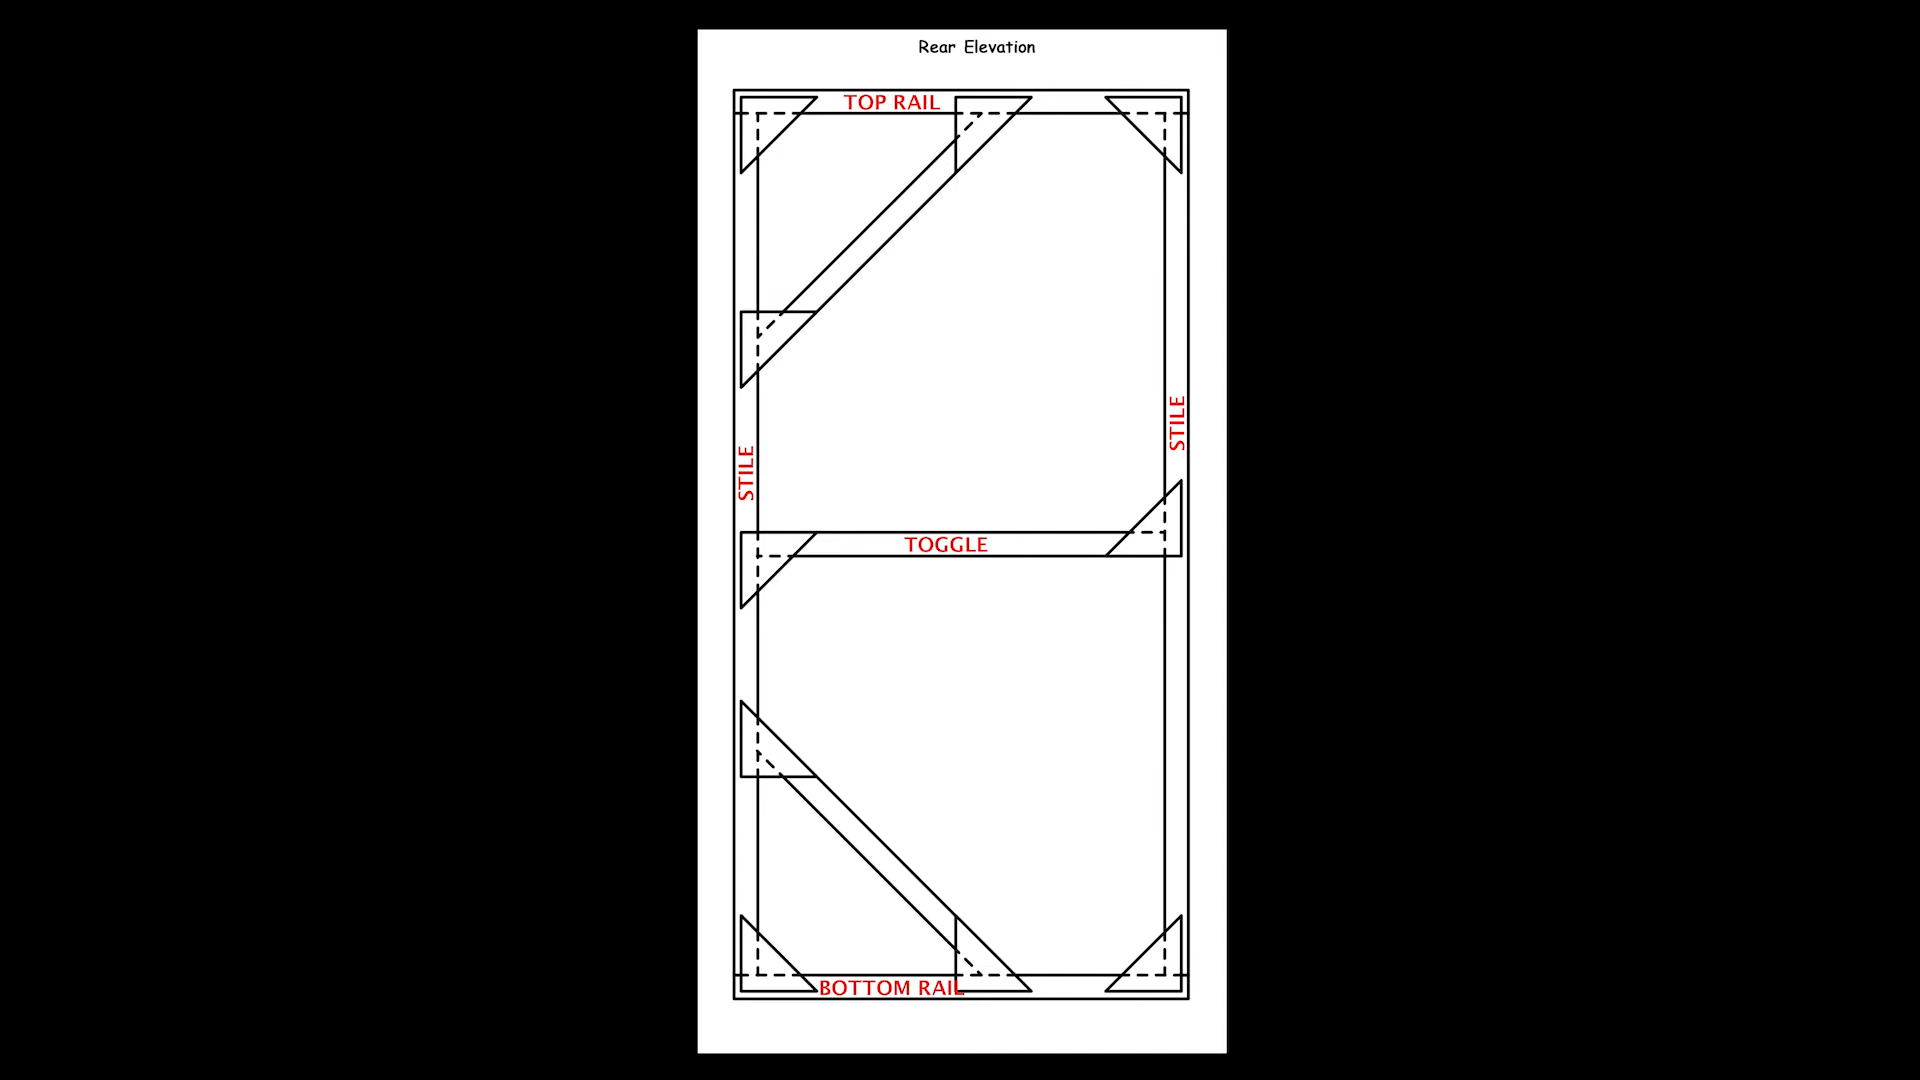 Rear Elevation
TOP RAIL
STILE
STILE
TOGGLE
BOTTOM RAIL